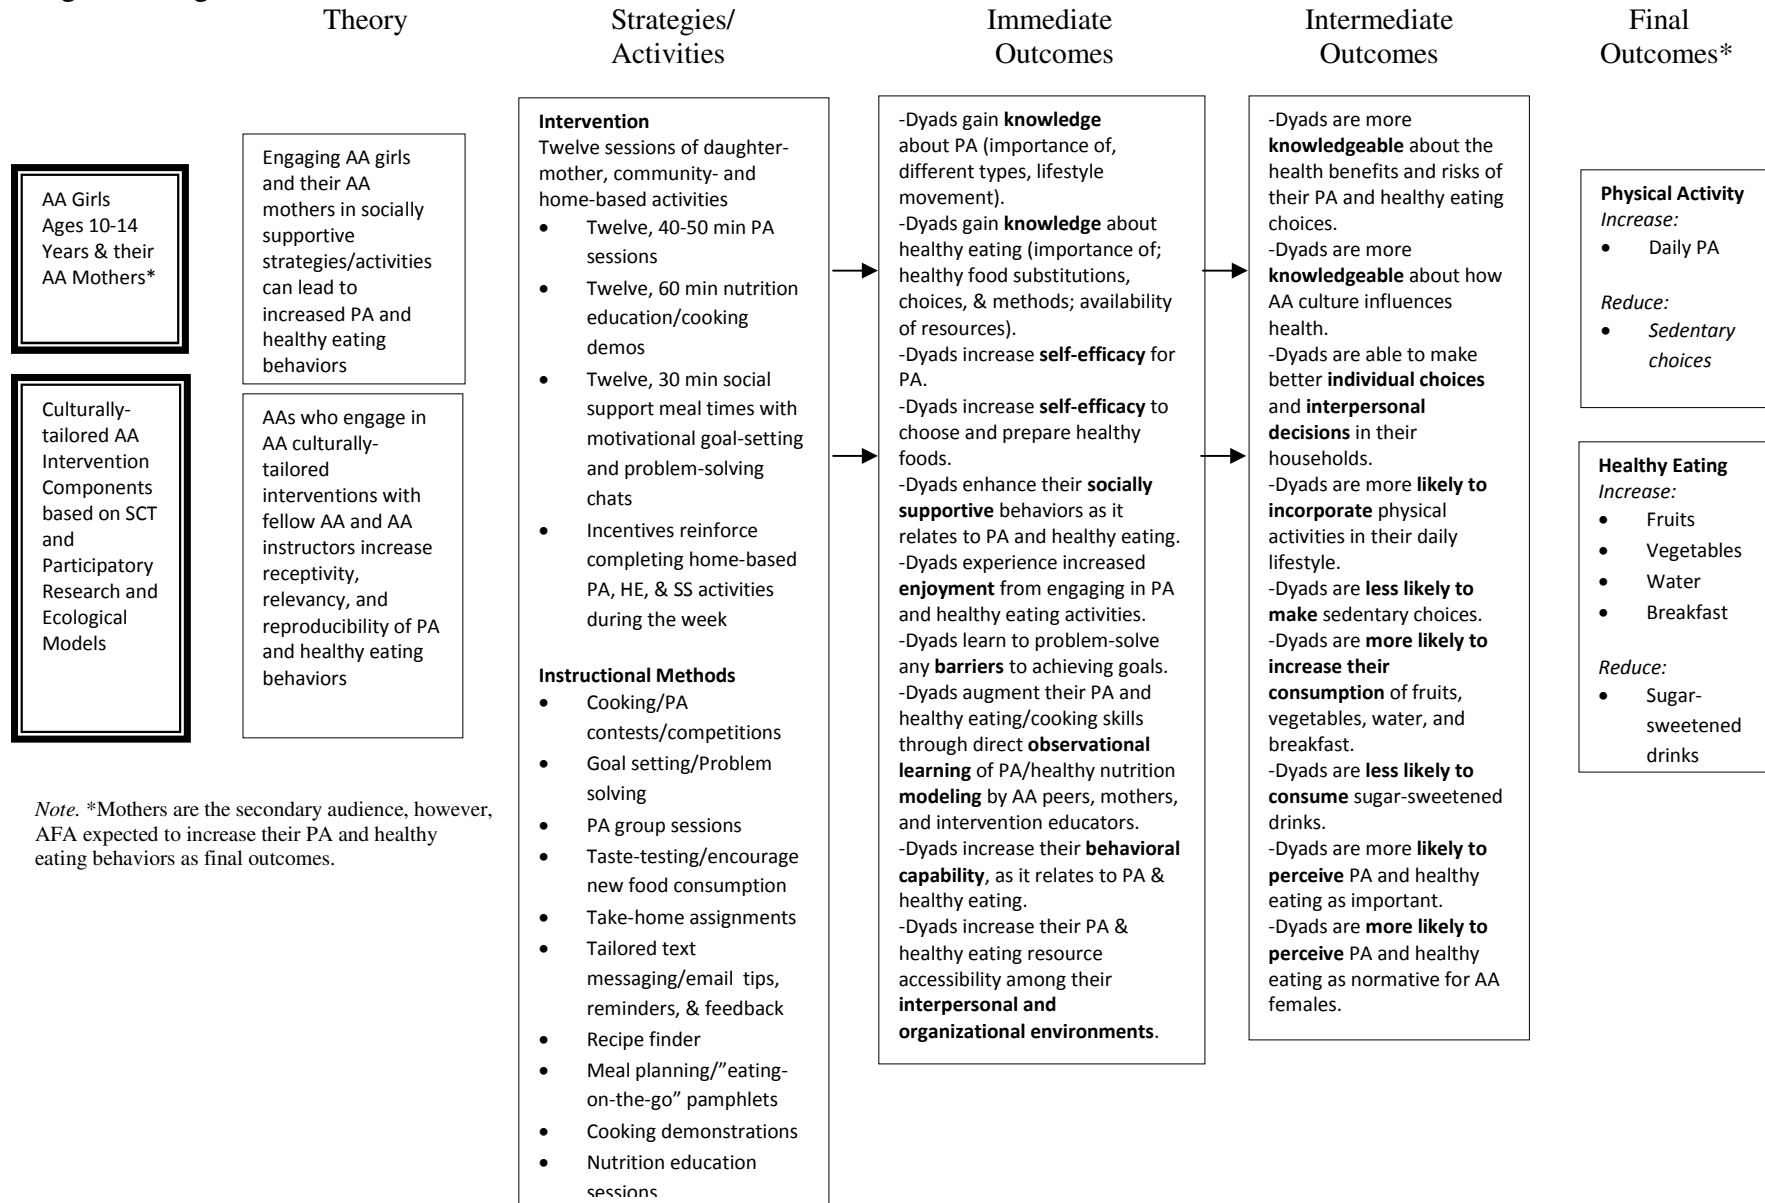 Theory
Strategies/
Activities
Immediate
Outcomes
Intermediate
Outcomes
Final
Outcomes*
AA Girls
Ages 10-14
Years & their
AA Mothers*
Culturally-
tailored AA
Intervention
Components
based on SCT
and
Participatory
Research and
Ecological
Models
Engaging AA girls
and their AA
mothers in socially
supportive
strategies/activities
can lead to
increased PA and
healthy eating
behaviors
AAs who engage in
AA culturally-
tailored
interventions with
fellow AA and AA
instructors increase
receptivity,
relevancy, and
reproducibility of PA
and healthy eating
behaviors
Intervention
Twelve sessions of daughter-
mother, community- and
home-based activities
• Twelve, 40-50 min PA
sessions
• Twelve, 60 min nutrition
education/cooking
demos
• Twelve, 30 min social
support meal times with
motivational goal-setting
and problem-solving
chats
• Incentives reinforce
completing home-based
PA, HE, & SS activities
during the week
Instructional Methods
• Cooking/PA
contests/competitions
• Goal setting/Problem
solving
• PA group sessions
• Taste-testing/encourage
new food consumption
• Take-home assignments
• Tailored text
messaging/email tips,
reminders, & feedback
• Recipe finder
• Meal planning/”eating-
on-the-go” pamphlets
• Cooking demonstrations
• Nutrition education
sessions
-Dyads gain knowledge
about PA (importance of,
different types, lifestyle
movement).
-Dyads gain knowledge about
healthy eating (importance of;
healthy food substitutions,
choices, & methods; availability
of resources).
-Dyads increase self-efficacy for
PA.
-Dyads increase self-efficacy to
choose and prepare healthy
foods.
-Dyads enhance their socially
supportive behaviors as it
relates to PA and healthy eating.
-Dyads experience increased
enjoyment from engaging in PA
and healthy eating activities.
-Dyads learn to problem-solve
any barriers to achieving goals.
-Dyads augment their PA and
healthy eating/cooking skills
through direct observational
learning of PA/healthy nutrition
modeling by AA peers, mothers,
and intervention educators.
-Dyads increase their behavioral
capability, as it relates to PA &
healthy eating.
-Dyads increase their PA &
healthy eating resource
accessibility among their
interpersonal and
organizational environments.
-Dyads are more
knowledgeable about the
health benefits and risks of
their PA and healthy eating
choices.
-Dyads are more
knowledgeable about how
AA culture influences
health.
-Dyads are able to make
better individual choices
and interpersonal
decisions in their
households.
-Dyads are more likely to
incorporate physical
activities in their daily
lifestyle.
-Dyads are less likely to
make sedentary choices.
-Dyads are more likely to
increase their
consumption of fruits,
vegetables, water, and
breakfast.
-Dyads are less likely to
consume sugar-sweetened
drinks.
-Dyads are more likely to
perceive PA and healthy
eating as important.
-Dyads are more likely to
perceive PA and healthy
eating as normative for AA
females.
Physical Activity
Increase:
• Daily PA
Reduce:
• Sedentary
choices
Healthy Eating
Increase:
• Fruits
• Vegetables
• Water
• Breakfast
Reduce:
• Sugar-
sweetened
drinks
Note. *Mothers are the secondary audience, however,
AFA expected to increase their PA and healthy
eating behaviors as final outcomes.